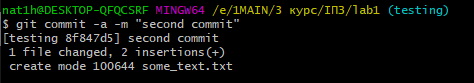 nat1h@DESKTOP-QFQCSRF MINGW64 /e/1MAIN/3 курс/ІПЗ/lab1 (testing)
$ git commit -a -m "second commit"
[testing 8f847d5] second commit
 1 file changed, 2 insertions(+)
 create mode 100644 some_text.txt